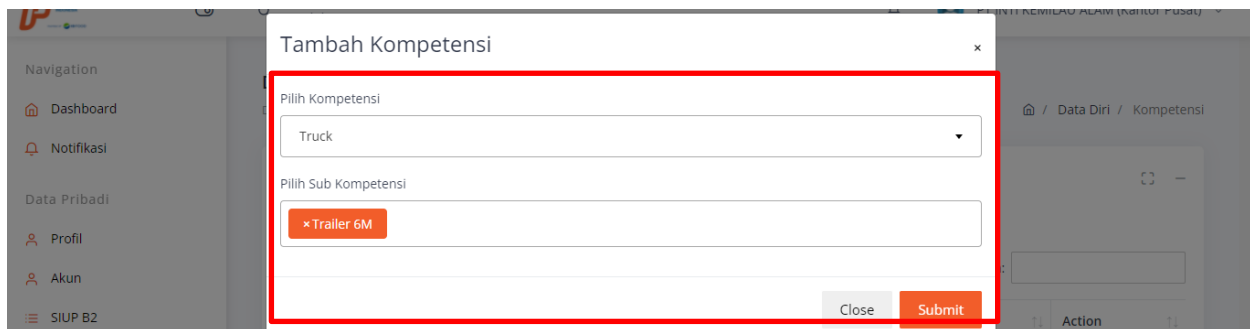 PT INTI KEMILAU ALAM (Kantor Pusat)
Tambah Kompetensi
×
Navigation
Pilih Kompetensi
Dashboard
/ Data Diri / Kompetensi
Truck
Notifikasi
Pilih Sub Kompetensi
Data Pribadi
×Trailer 6M
Profil
Akun
Close
Submit
SIUP B2
Action